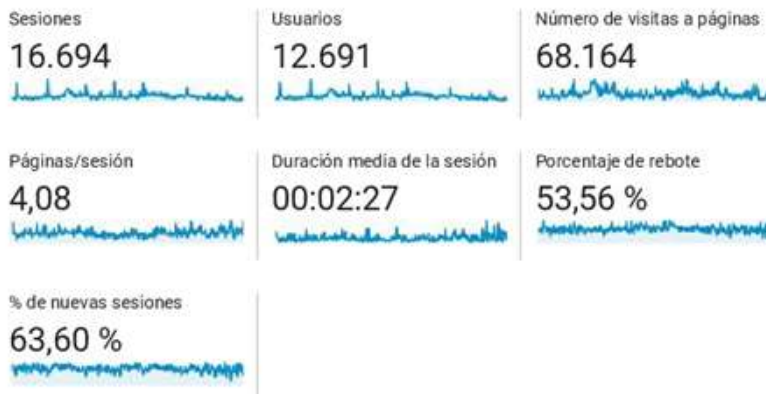 Sesiones
16.694
Usuarios
12.691
Número de visitas a páginas
68.164
Páginas/sesión
4,08
Duración media de la sesión
00:02:27
Porcentaje de rebote
53,56 %
% de nuevas sesiones
63,60 %